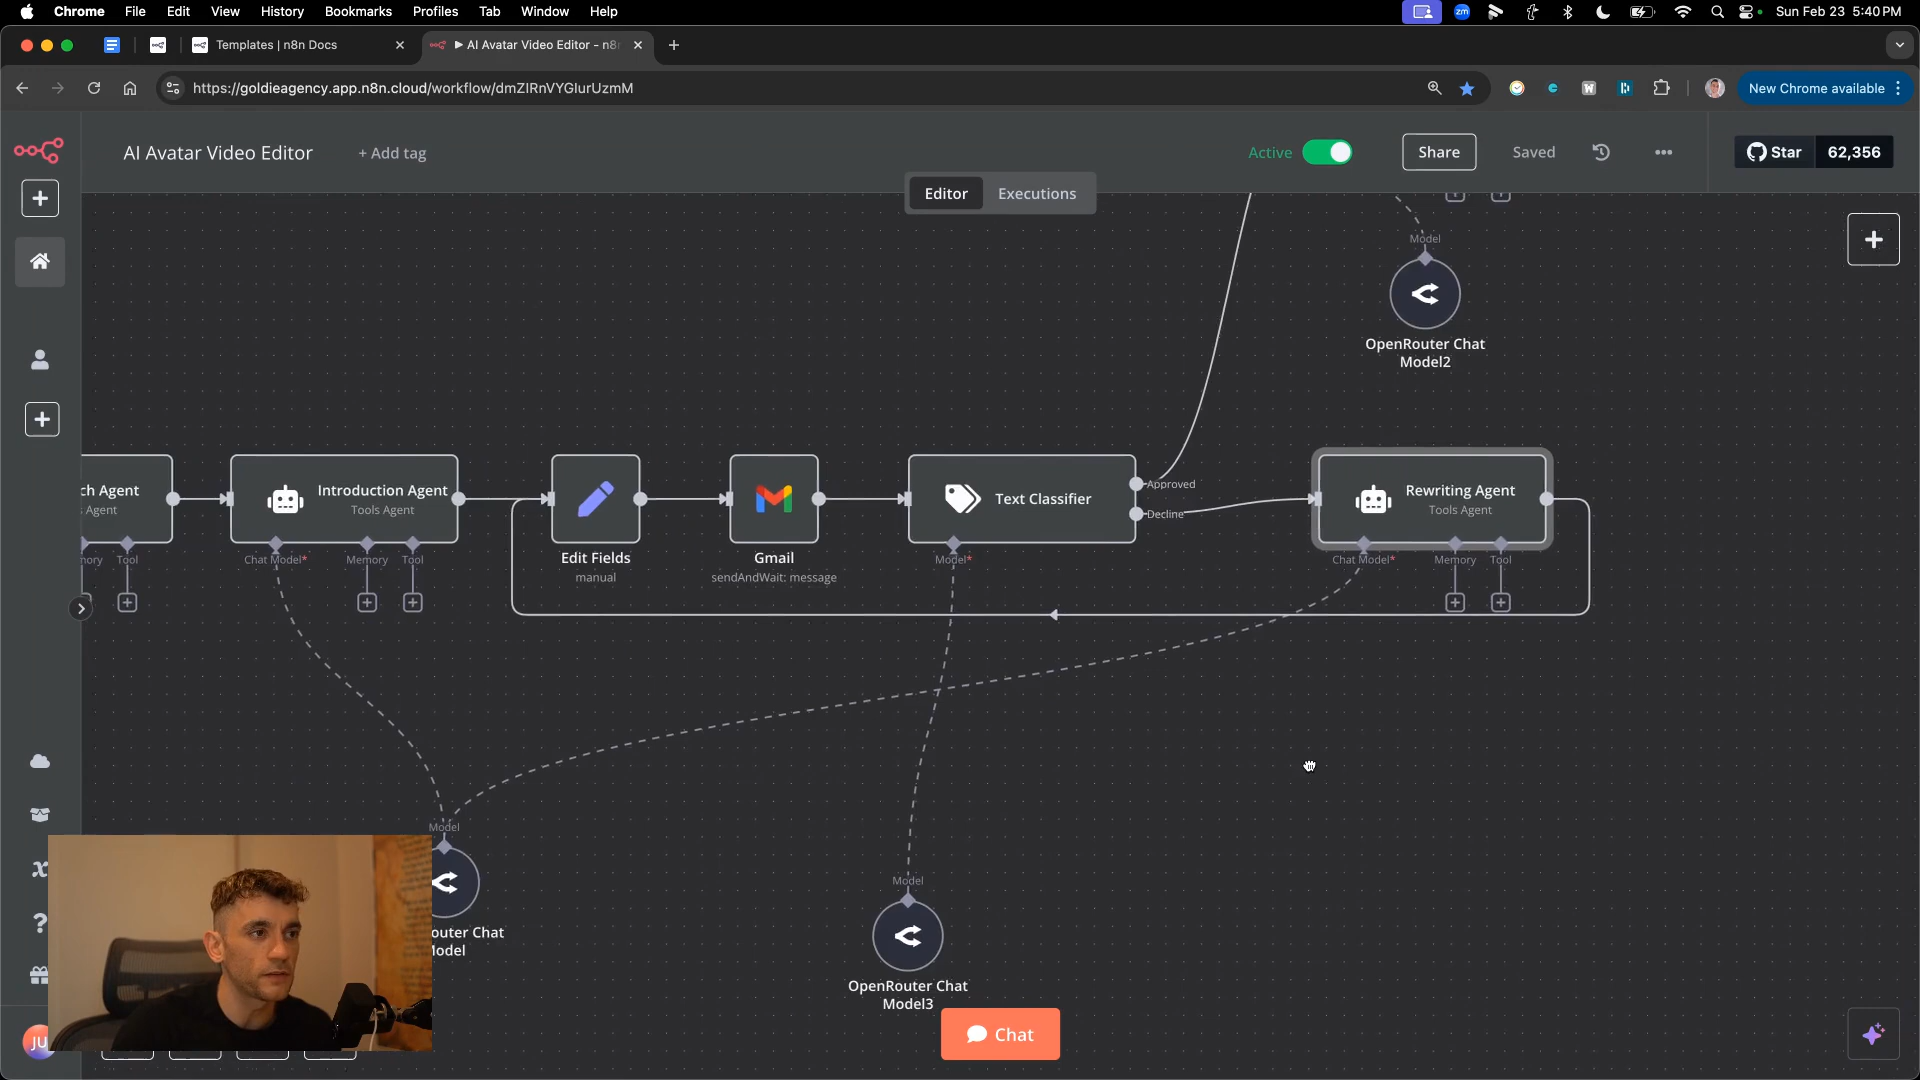 Chrome File Edit View History Bookmarks Profiles Tab Window Help
zm
Sun Feb 23 5:40 PM
Templates | n8n Docs
AI Avatar Video Editor - n8
https://goldieagency.app.n8n.cloud/workflow/dmZIRnVYGIurUzmM
New Chrome available
AI Avatar Video Editor
+ Add tag
Active
Share
Saved
Star
62,356
Editor
Executions
Model
OpenRouter Chat
Model2
ch Agent
s Agent
Introduction Agent
Tools Agent
Text Classifier
Approved
Decline
Rewriting Agent
Tools Agent
ory
Tool
Chat Model*
Memory
Tool
Edit Fields
manual
Gmail
sendAndWait: message
Model*
Chat Model*
Memory
Tool
Model
outer Chat
Model
OpenRouter Chat
Model3
Chat
JU